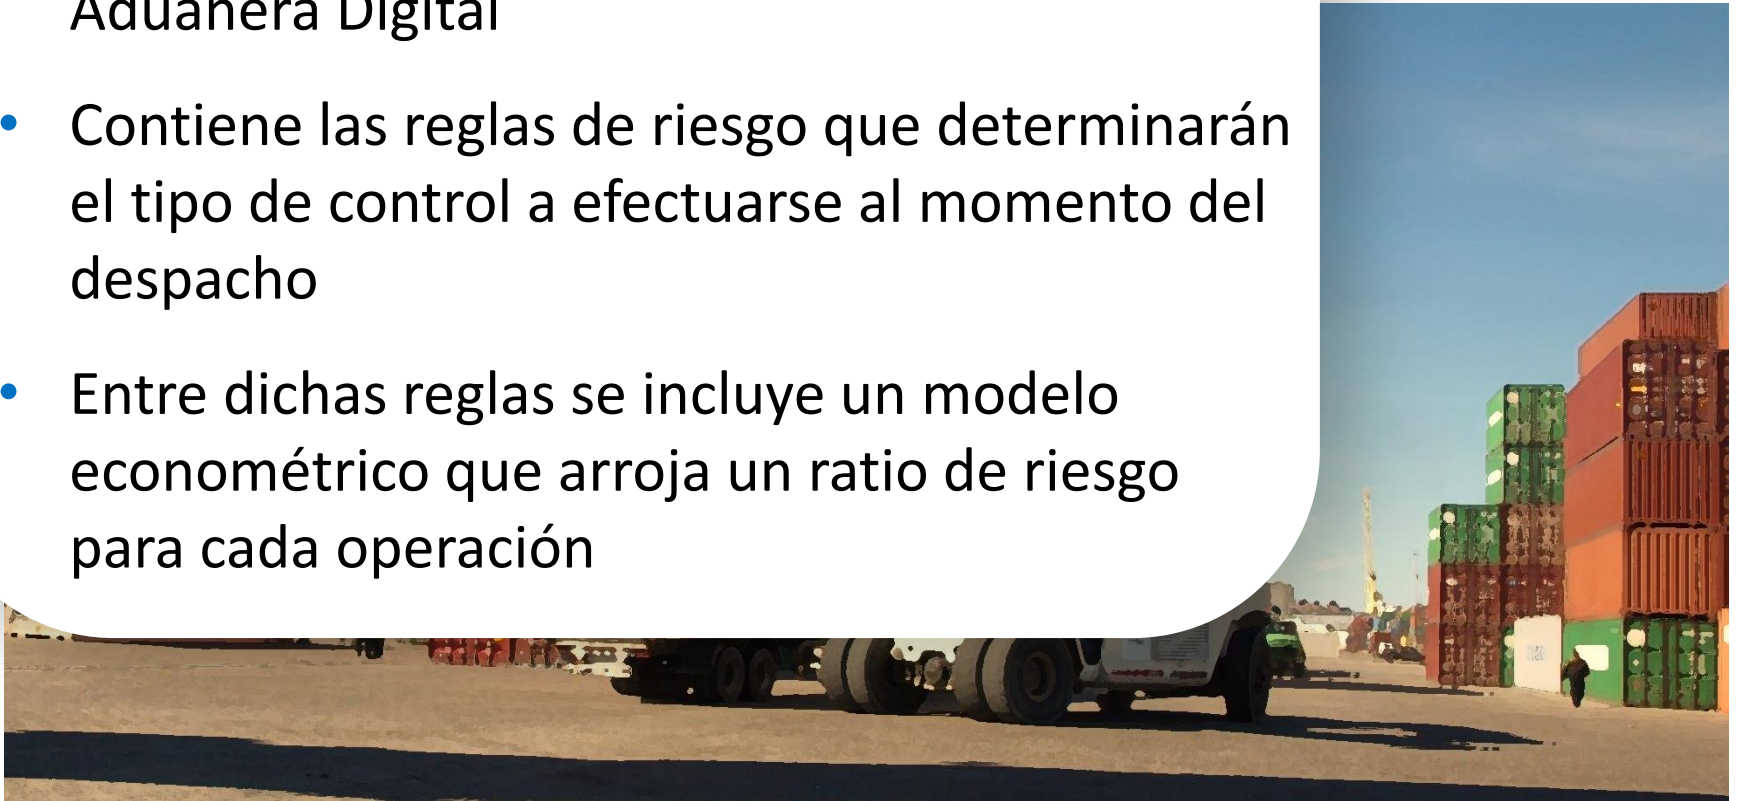 Aduanera Digital
• Contiene las reglas de riesgo que determinarán
el tipo de control a efectuarse al momento del
despacho
• Entre dichas reglas se incluye un modelo
econométrico que arroja un ratio de riesgo
para cada operación